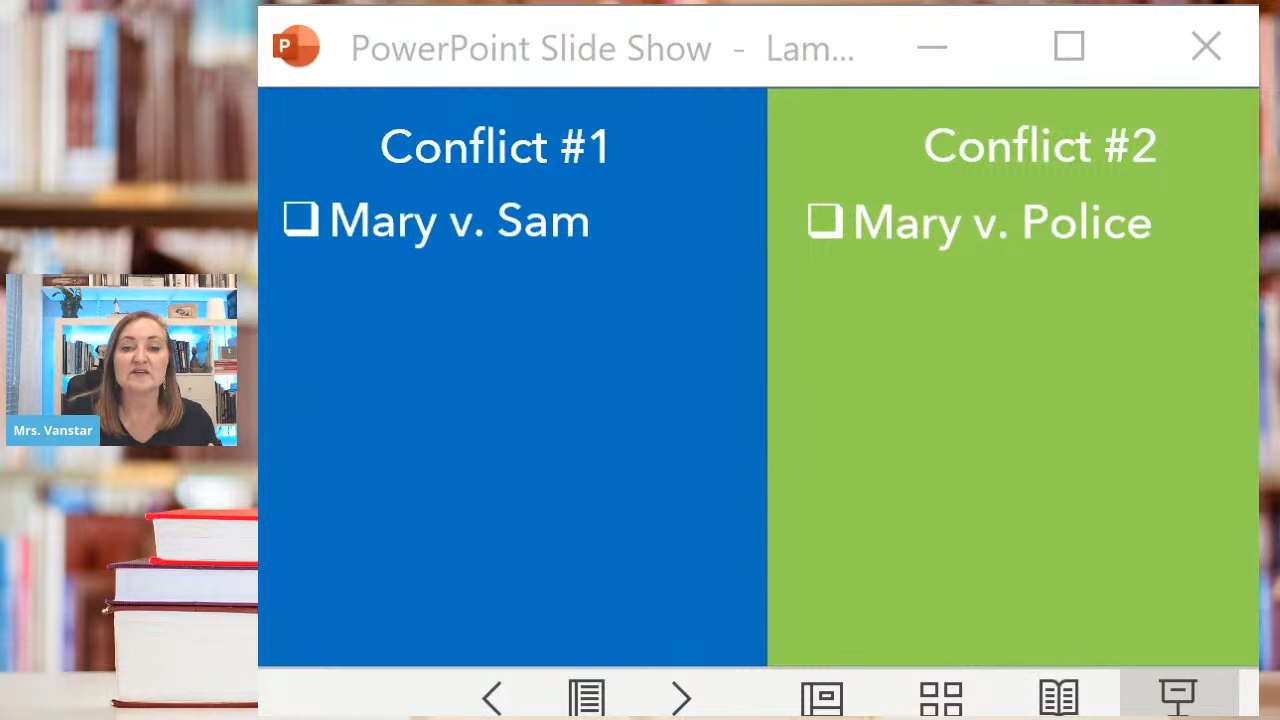 P PowerPoint Slide Show - Lam...
Conflict #1
❑ Mary v. Sam
Conflict #2
❑ Mary v. Police
Mrs. Vanstar